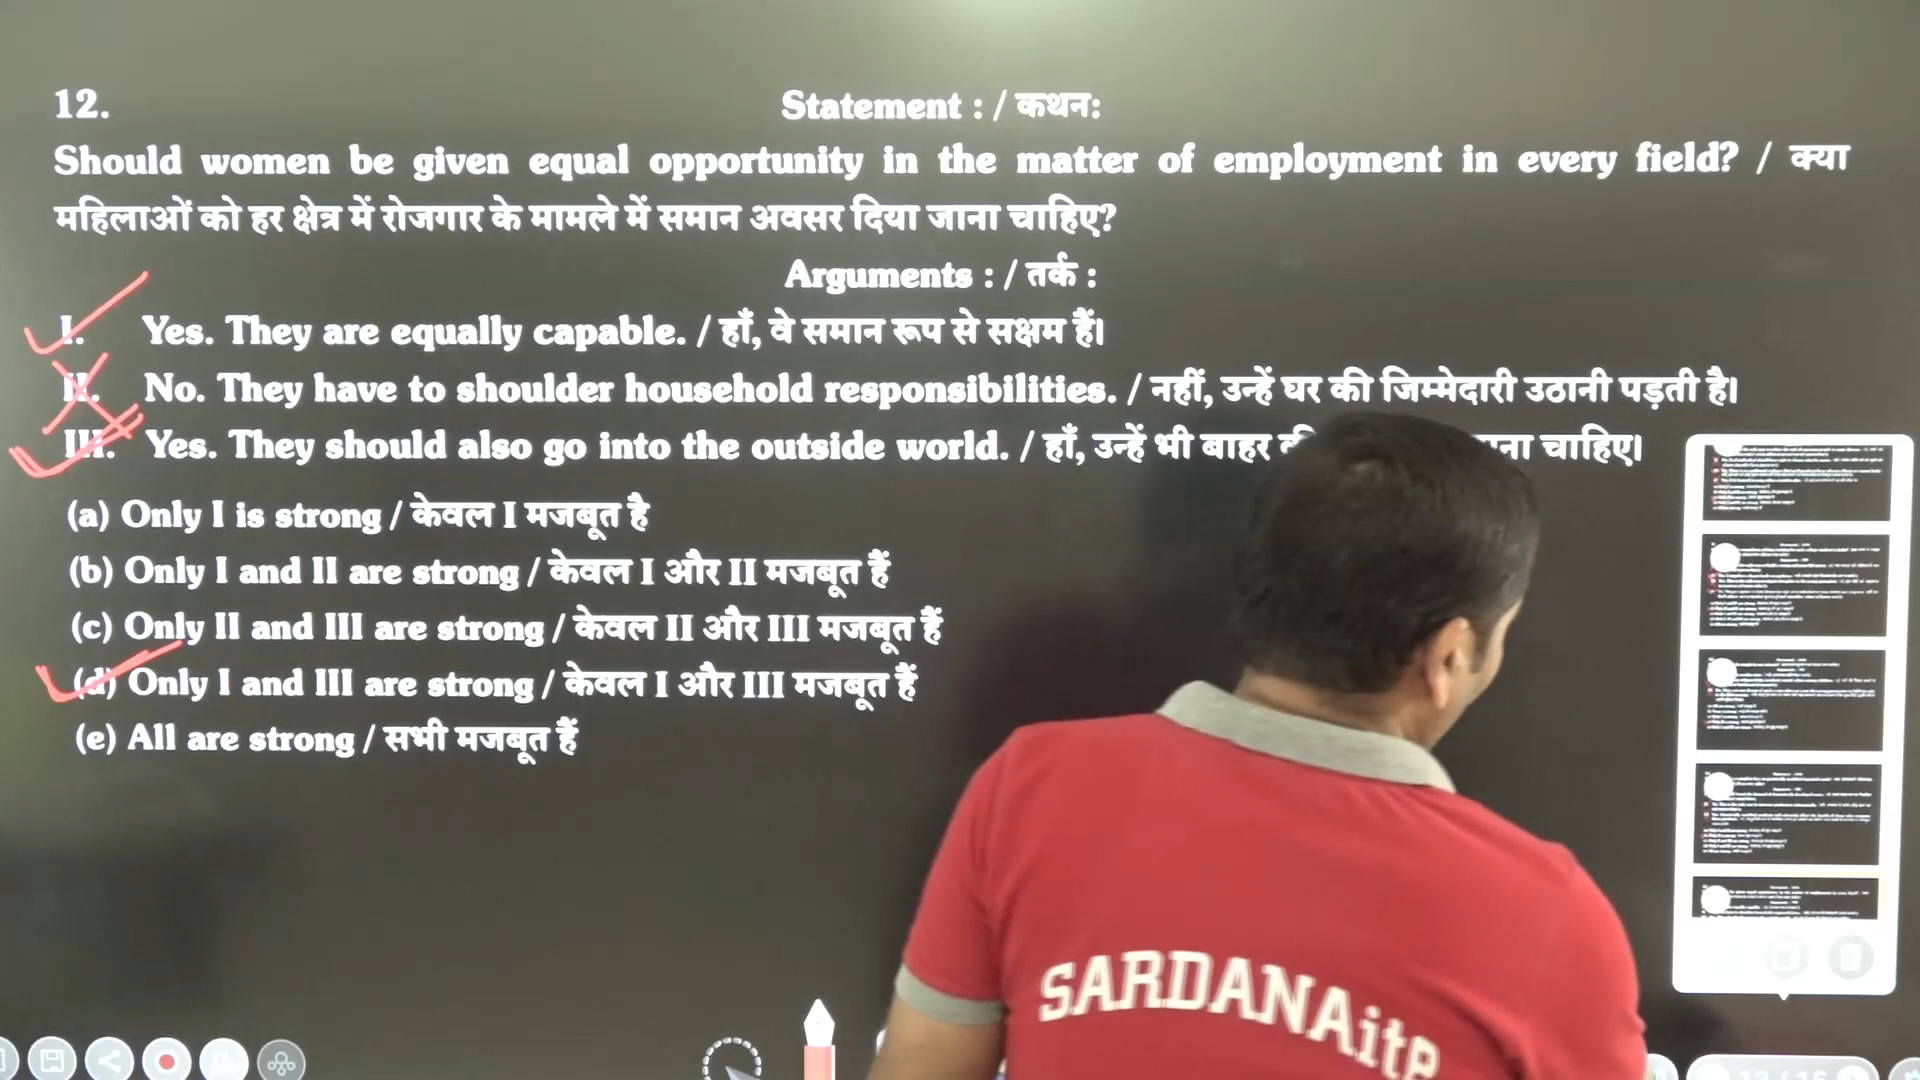 12.
Statement : / कथन:
Should women be given equal opportunity in the matter of employment in every field? / क्या
महिलाओं को हर क्षेत्र में रोजगार के मामले में समान अवसर दिया जाना चाहिए?
Arguments : / तर्क :
I. Yes. They are equally capable. / हाँ, वे समान रूप से सक्षम हैं।
II. No. They have to shoulder household responsibilities. / नहीं, उन्हें घर की जिम्मेदारी उठानी पड़ती है।
III. Yes. They should also go into the outside world. / हाँ, उन्हें भी बाहर चाहिए।
(a) Only I is strong / केवल I मजबूत है
(b) Only I and II are strong / केवल I और II मजबूत हैं
(c) Only II and III are strong / केवल II और III मजबूत हैं
(d) Only I and III are strong / केवल I और III मजबूत हैं
(e) All are strong / सभी मजबूत हैं
SARDANAite